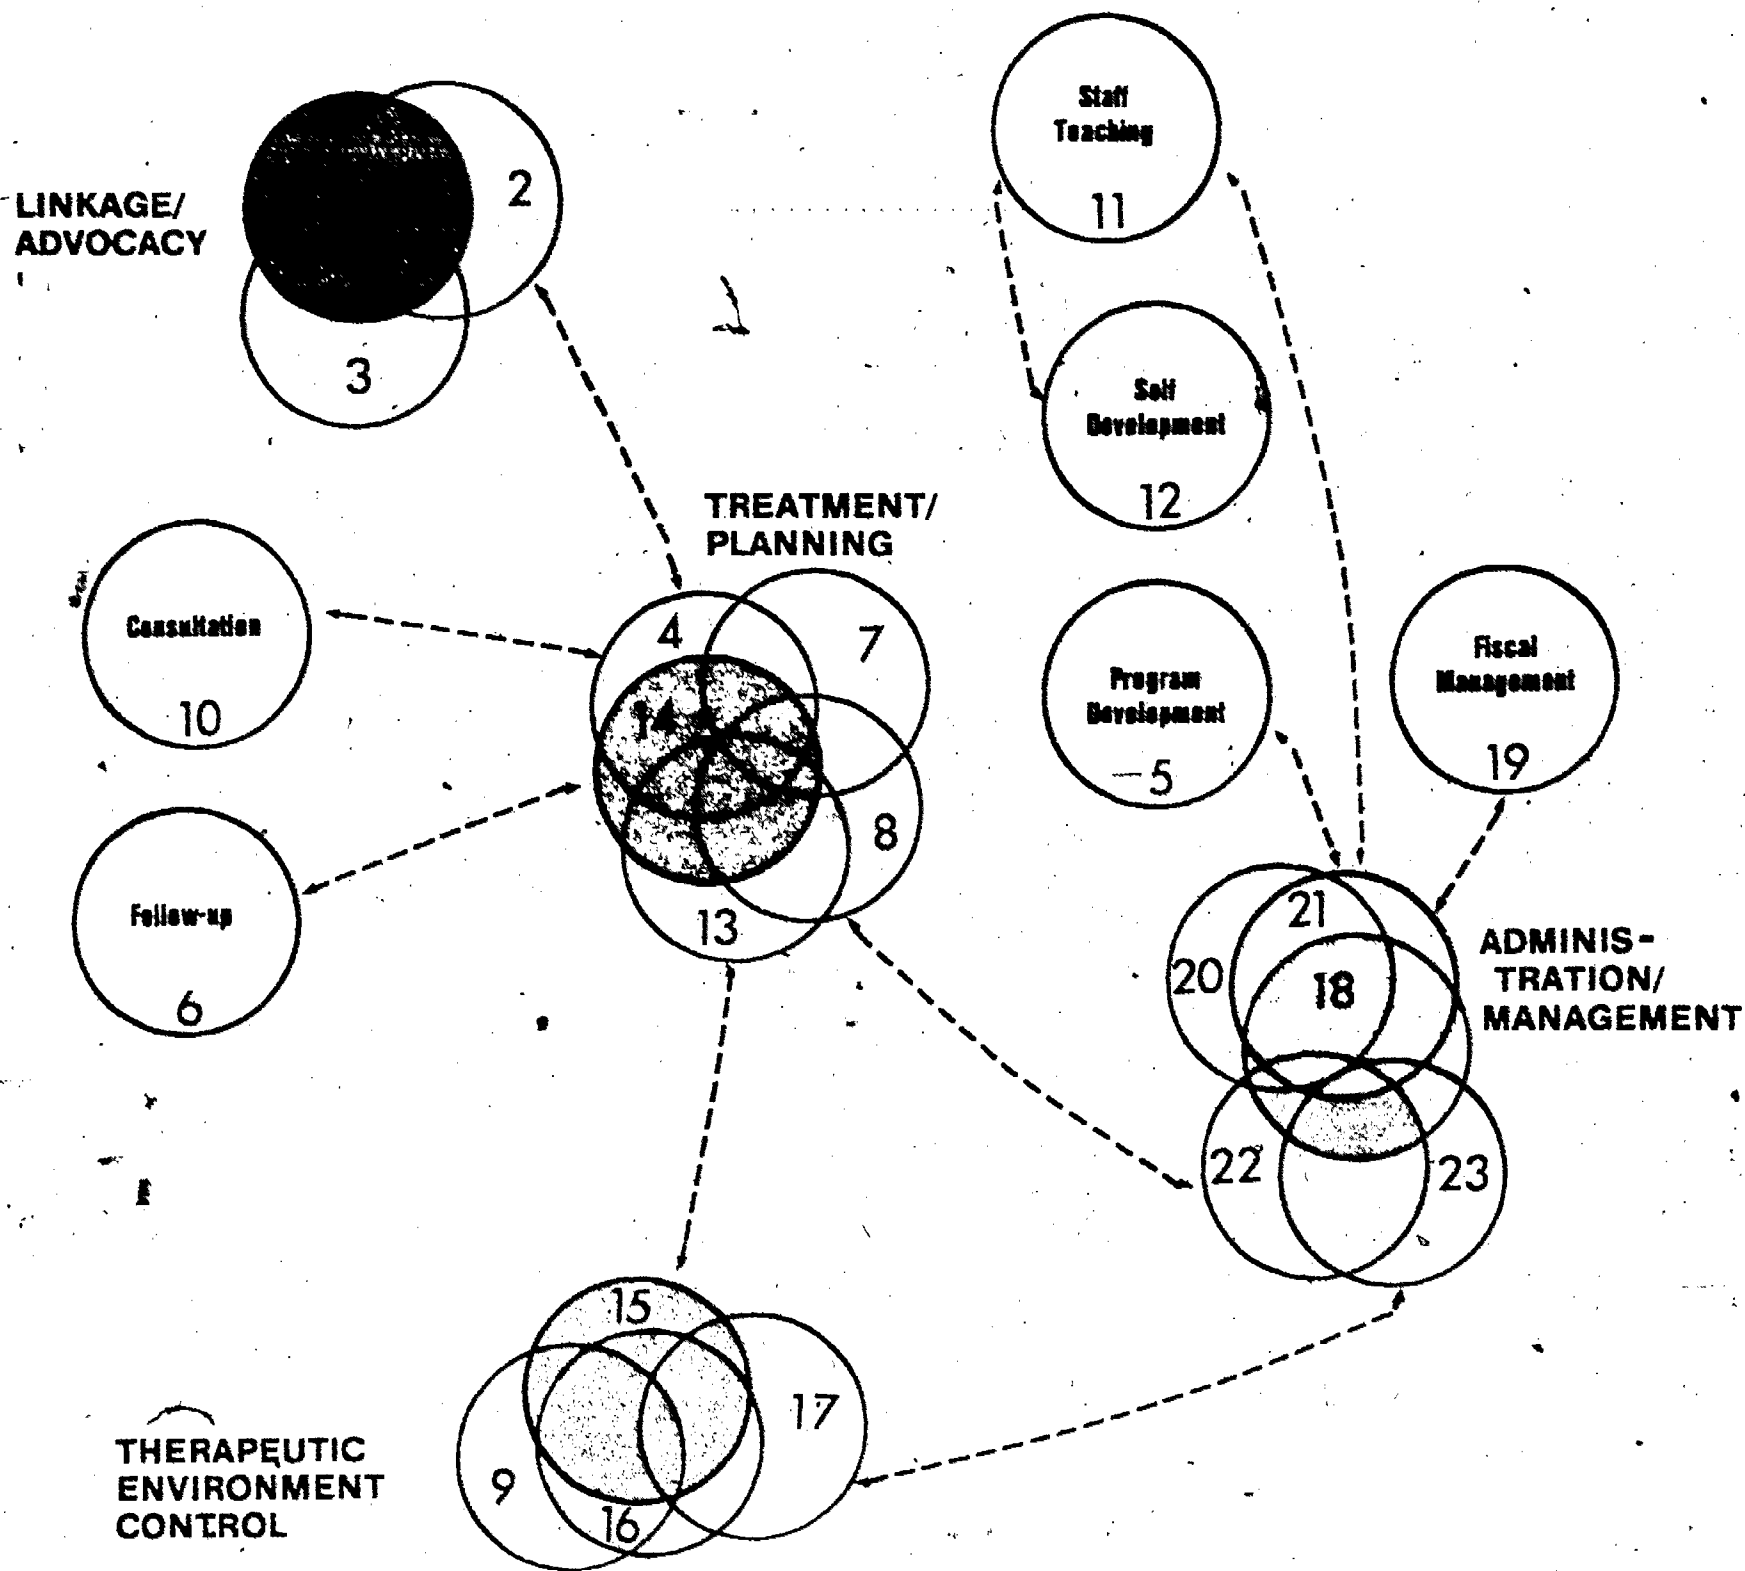 Staff
Teaching
11
2
LINKAGE/
ADVOCACY
3
Self
Development
12
TREATMENT/
PLANNING
Consultation
10
4
7
14
8
13
Program
Development
5
Fiscal
Management
19
Follow-up
6
21
20
18
ADMINIS-
TRATION/
MANAGEMENT
22
23
15
17
9
16
THERAPEUTIC
ENVIRONMENT
CONTROL